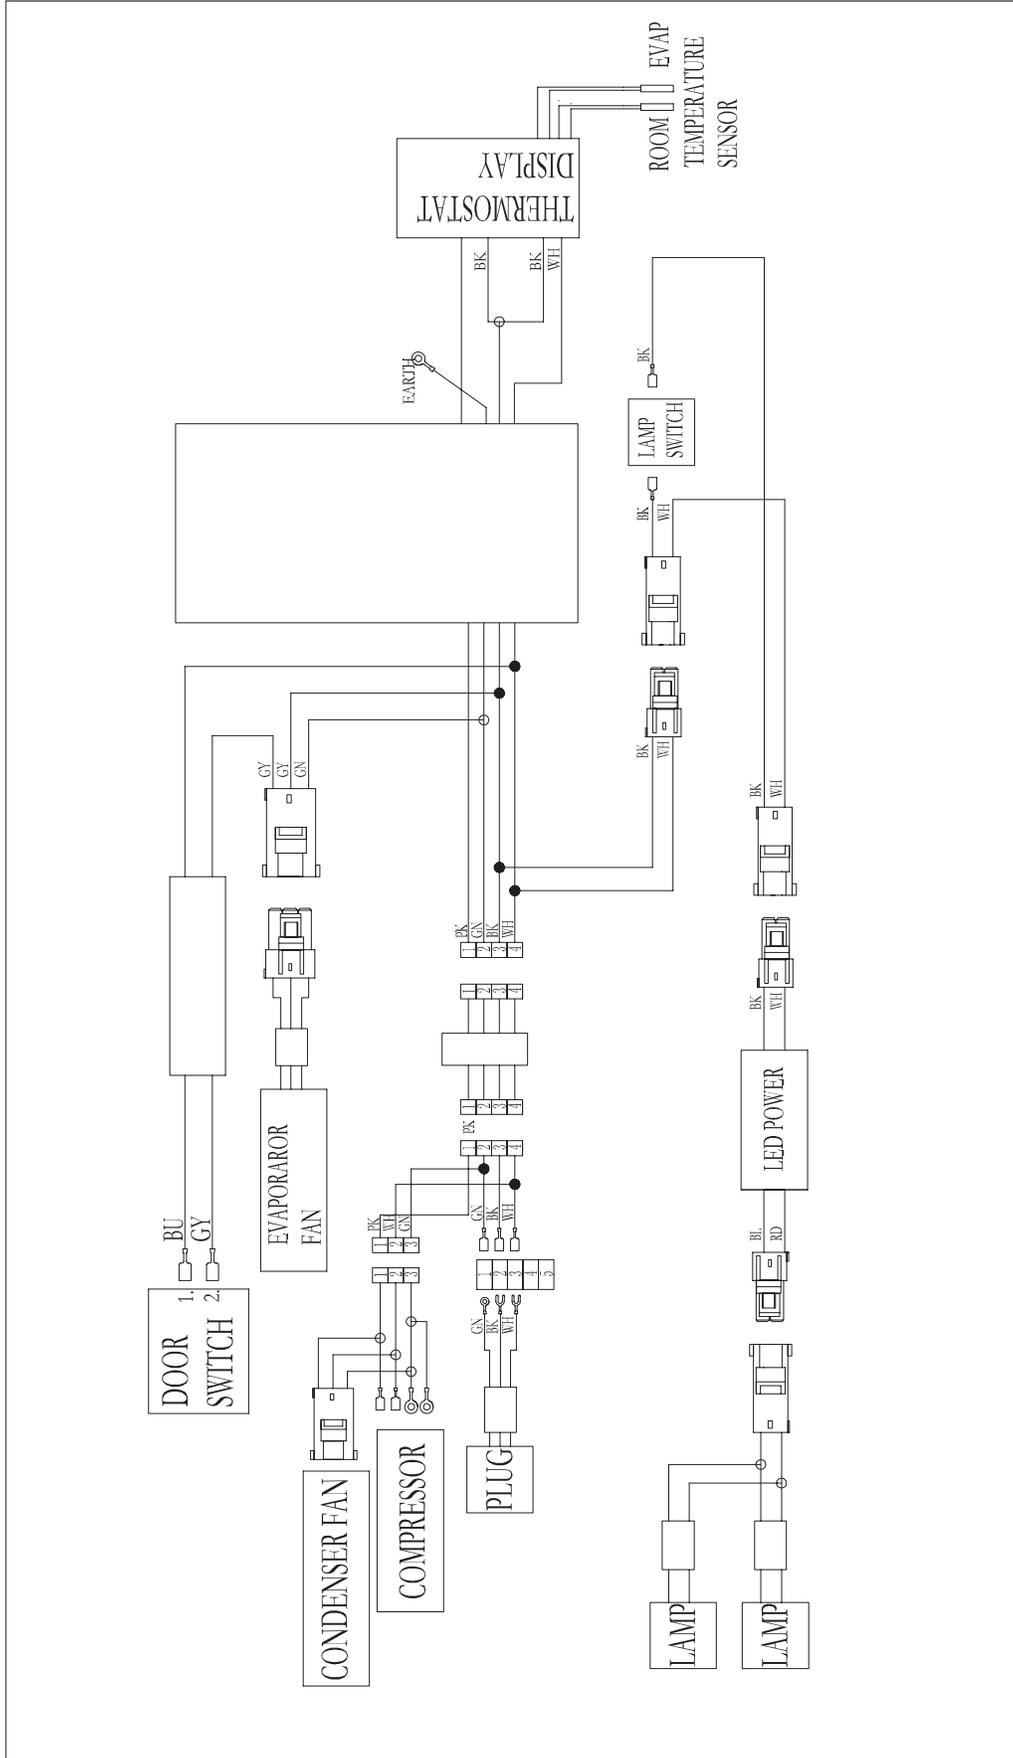 EVAP
ROOM
TEMPERATURE
SENSOR
THERMOSTAT
DISPLAY
BK
BK
WH
EARTH
BK
LAMP
SWITCH
BK
WH
GY
GY
GN
BK
WH
BK
WH
PK
GN
BK
WH
1
2
3
4
1
2
3
4
BK
WH
EVAPORAROR
FAN
LED POWER
1
2
3
4
PK
1
2
3
4
BU
GY
PK
WH
GN
GN
BK
WH
BL
RD
1
2
3
1
2
3
1
2
3
4
5
DOOR
SWITCH
1.
2.
GN
BK
WH
CONDENSER FAN
COMPRESSOR
PLUG
LAMP
LAMP